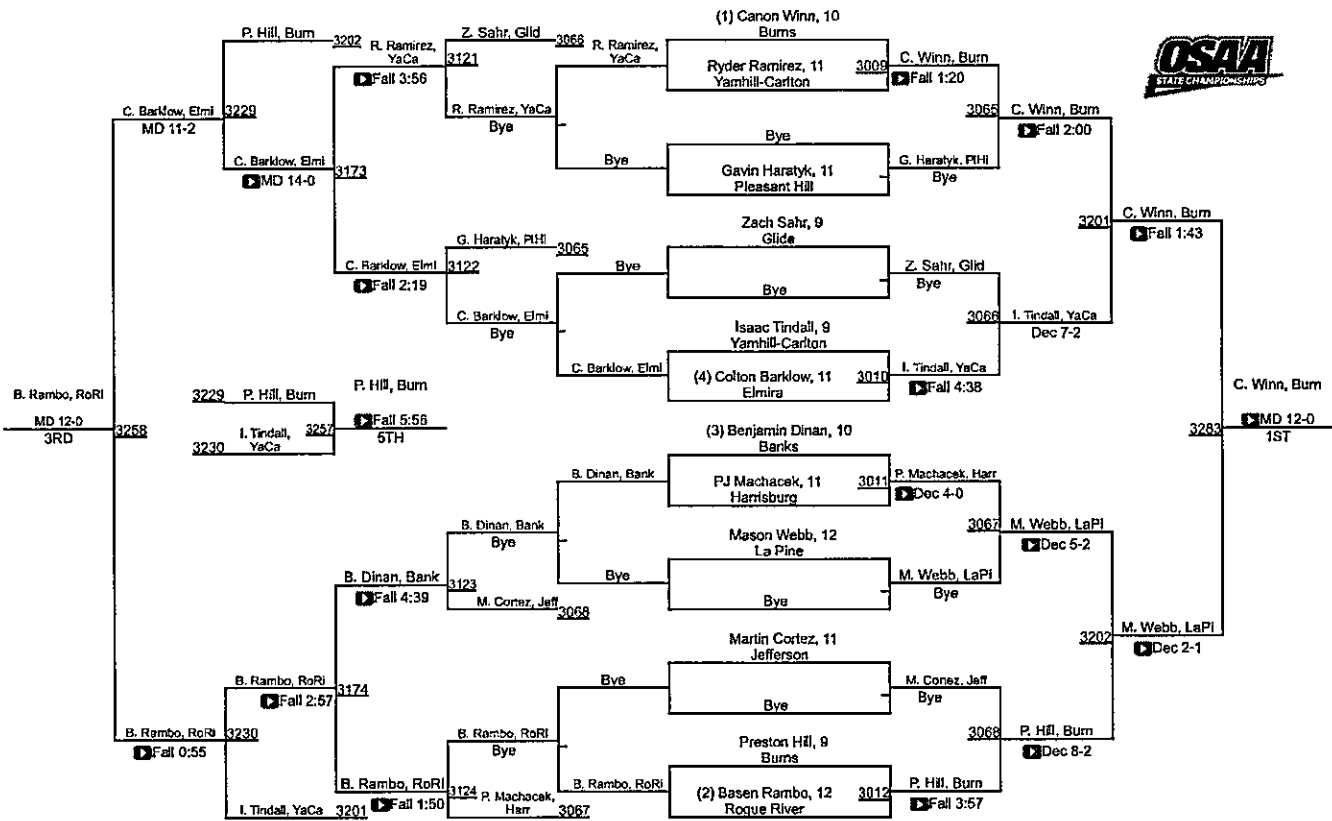 OSAA
STATE CHAMPIONSHIPS
(1) Canon Winn, 10
Burns
Ryder Ramirez, 11
Yamhill-Carlton
3009
C. Winn, Burn
Fall 1:20
Bye
Gavin Haratyk, 11
Pleasant Hill
G. Haratyk, PlHi
Bye
3065
C. Winn, Burn
Fall 2:00
Zach Sahr, 9
Glide
Bye
Z. Sahr, Glid
Bye
Isaac Tindall, 9
Yamhill-Carlton
(4) Colton Barklow, 11
Elmira
3010
I. Tindall, YaCa
Fall 4:38
3066
I. Tindall, YaCa
Dec 7-2
3201
C. Winn, Burn
Fall 1:43
(3) Benjamin Dinan, 10
Banks
PJ Machacek, 11
Harrisburg
3011
P. Machacek, Harr
Dec 4-0
Mason Webb, 12
La Pine
Bye
M. Webb, LaPi
Bye
3067
M. Webb, LaPi
Dec 5-2
Martin Cortez, 11
Jefferson
Bye
M. Cortez, Jeff
Bye
Preston Hill, 9
Burns
(2) Basen Rambo, 12
Rogue River
3012
P. Hill, Burn
Fall 3:57
3068
P. Hill, Burn
Dec 8-2
3202
M. Webb, LaPi
Dec 2-1
3283
C. Winn, Burn
MD 12-0
1ST
R. Ramirez,
YaCa
Bye
Z. Sahr, Glid
3066
R. Ramirez, YaCa
Bye
3121
R. Ramirez,
YaCa
Fall 3:56
Bye
C. Barklow, Elmi
G. Haratyk, PlHi
3065
C. Barklow, Elmi
Bye
3122
C. Barklow, Elmi
Fall 2:19
3173
P. Hill, Burn
3202
C. Barklow, Elmi
MD 14-0
3229
C. Barklow, Elmi
MD 11-2
B. Dinan, Bank
Bye
B. Dinan, Bank
Bye
M. Cortez, Jeff
3068
3123
B. Dinan, Bank
Fall 4:39
Bye
B. Rambo, RoRi
B. Rambo, RoRi
Bye
P. Machacek,
Harr
3067
3124
B. Rambo, RoRi
Fall 1:50
3174
B. Rambo, RoRi
Fall 2:57
I. Tindall, YaCa
3201
3230
B. Rambo, RoRi
Fall 0:55
3258
B. Rambo, RoRi
MD 12-0
3RD
3229
P. Hill, Burn
3230
I. Tindall,
YaCa
3257
P. Hill, Burn
Fall 5:56
5TH